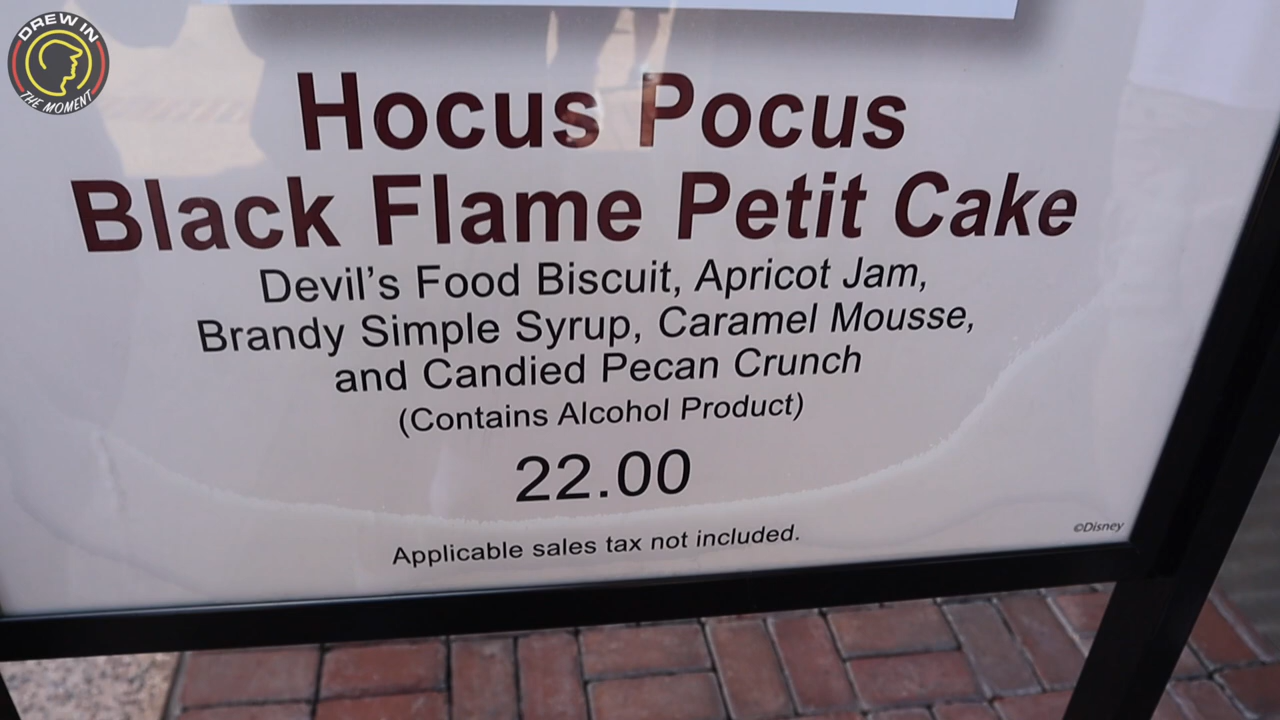 DREW IN
THE MOMENT
Hocus Pocus
Black Flame Petit Cake
Devil's Food Biscuit, Apricot Jam,
Brandy Simple Syrup, Caramel Mousse,
and Candied Pecan Crunch
(Contains Alcohol Product)
22.00
Applicable sales tax not included.
©Disney